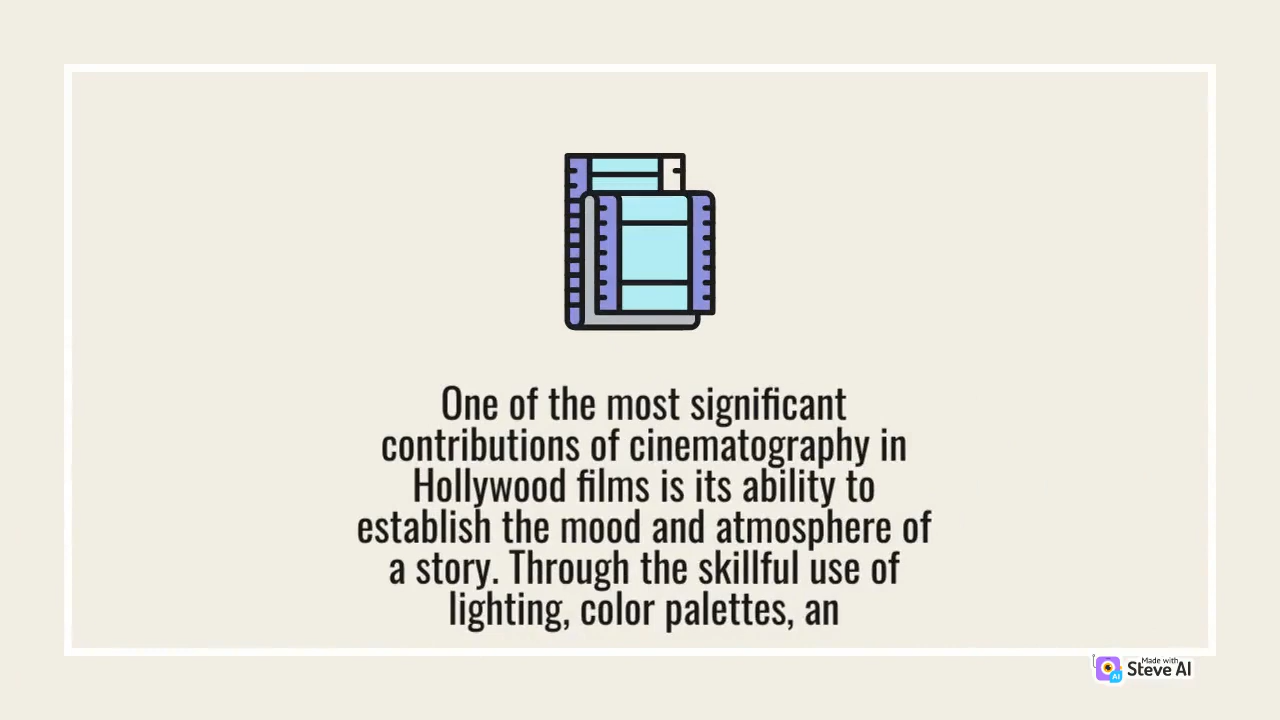 One of the most significant
contributions of cinematography in
Hollywood films is its ability to
establish the mood and atmosphere of
a story. Through the skillful use of
lighting, color palettes, an
Made with
AI
Steve AI